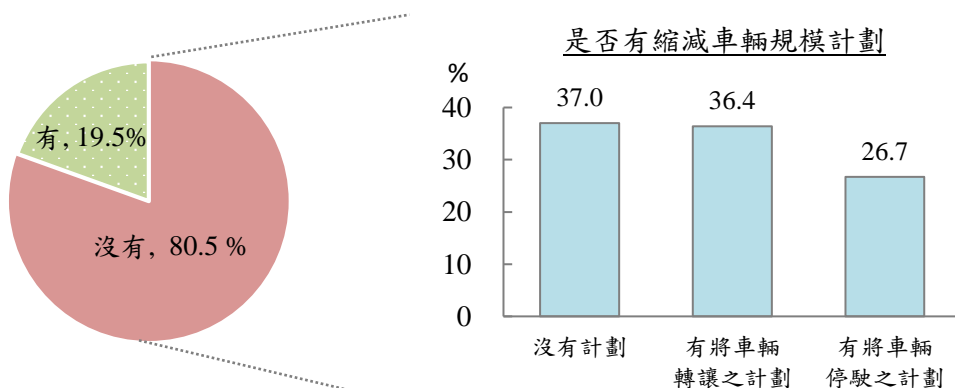 有, 19.5%
沒有, 80.5 %
是否有縮減車輛規模計劃
%
40
30
20
10
0
37.0
36.4
26.7
沒有計劃
有將車輛
轉讓之計劃
有將車輛
停駛之計劃